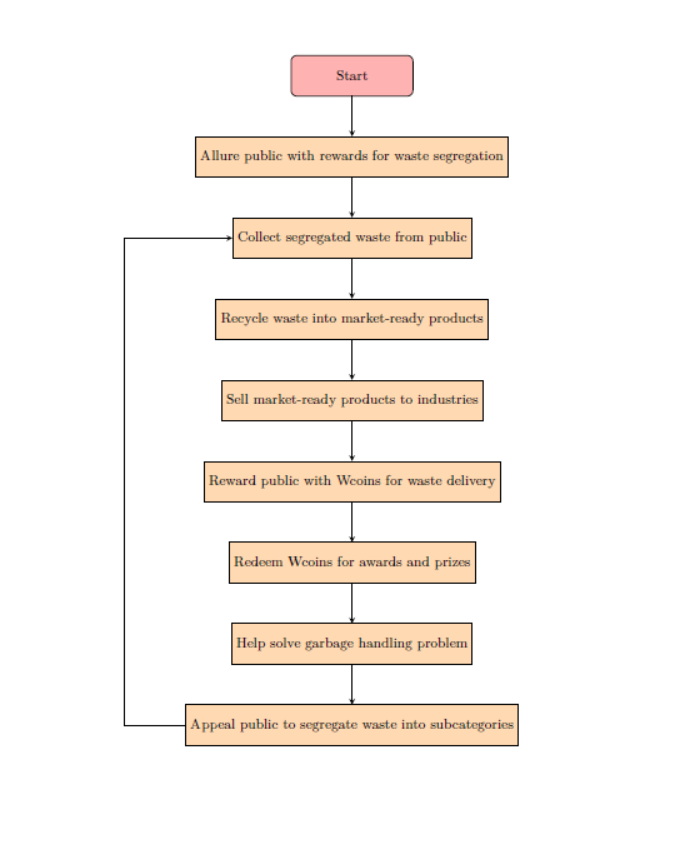 Start
Allure public with rewards for waste segregation
Collect segregated waste from public
Recycle waste into market-ready products
Sell market-ready products to industries
Reward public with Wcoins for waste delivery
Redeem Wcoins for awards and prizes
Help solve garbage handling problem
Appeal public to segregate waste into subcategories